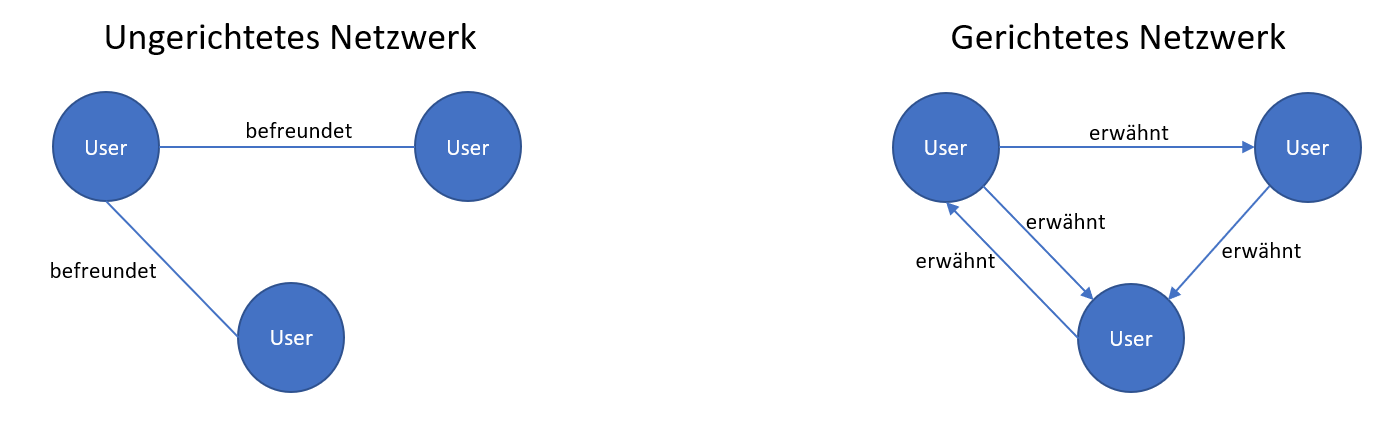 Ungerichtetes Netzwerk
User
befreundet
User
befreundet
User
Gerichtetes Netzwerk
User
erwähnt
User
erwähnt
erwähnt
erwähnt
User